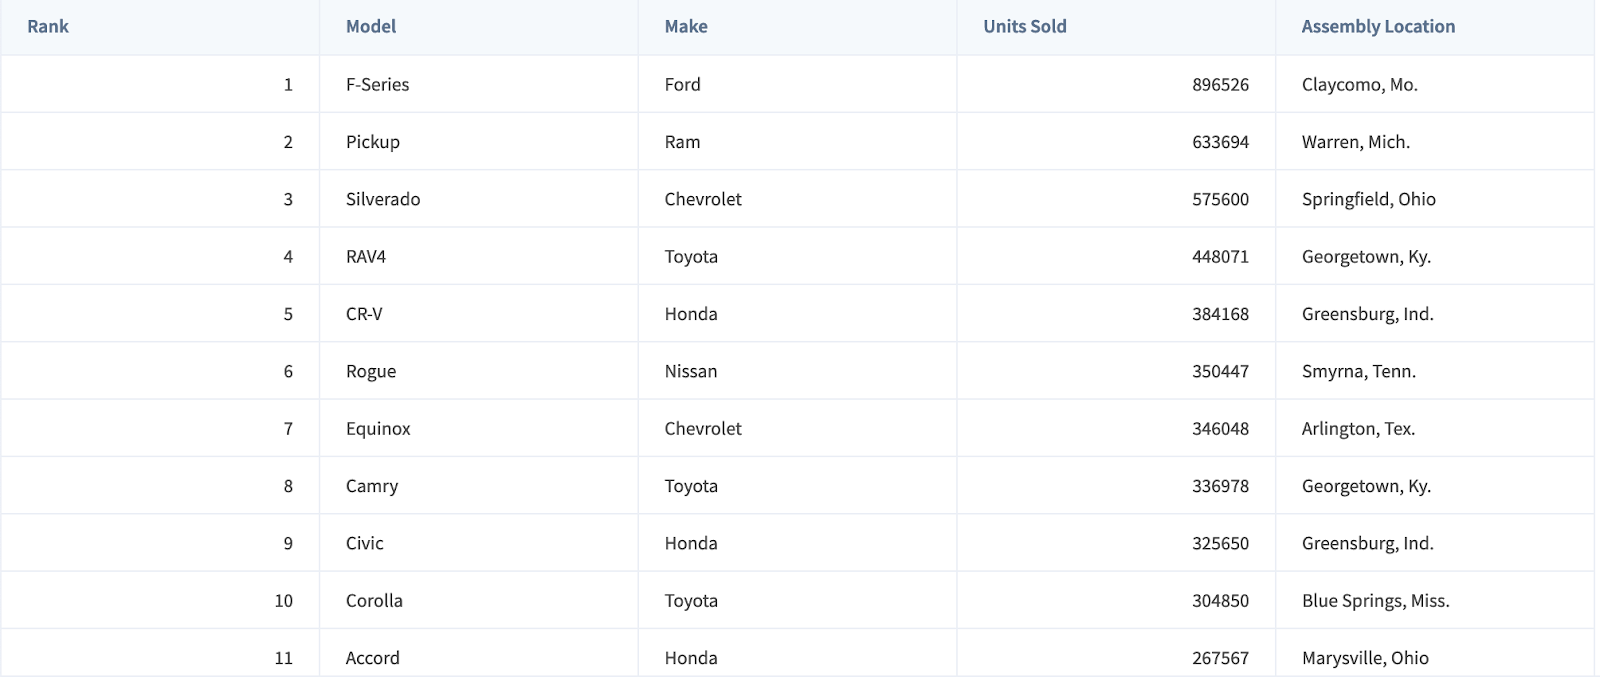 Rank Model Make Units Sold Assembly Location
1 F-Series Ford 896526 Claycomo, Mo.
2 Pickup Ram 633694 Warren, Mich.
3 Silverado Chevrolet 575600 Springfield, Ohio
4 RAV4 Toyota 448071 Georgetown, Ky.
5 CR-V Honda 384168 Greensburg, Ind.
6 Rogue Nissan 350447 Smyrna, Tenn.
7 Equinox Chevrolet 346048 Arlington, Tex.
8 Camry Toyota 336978 Georgetown, Ky.
9 Civic Honda 325650 Greensburg, Ind.
10 Corolla Toyota 304850 Blue Springs, Miss.
11 Accord Honda 267567 Marysville, Ohio